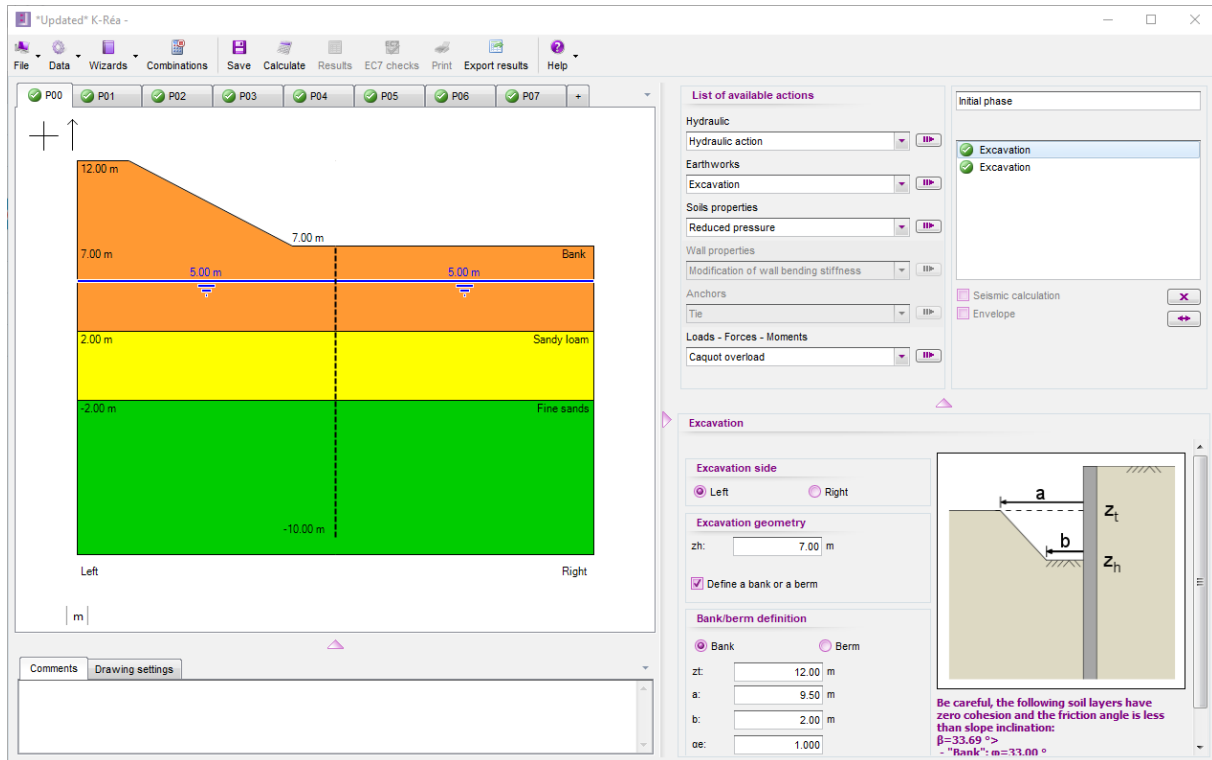 *Updated* K-Réa -
File Data Wizards Combinations Save Calculate Results EC7 checks Print Export results Help
P00 P01 P02 P03 P04 P05 P06 P07 +
12.00 m
7.00 m
7.00 m Bank
5.00 m 5.00 m
2.00 m Sandy loam
-2.00 m Fine sands
-10.00 m
Left Right
m
Comments Drawing settings
List of available actions
Hydraulic
Hydraulic action
Earthworks
Excavation
Soils properties
Reduced pressure
Wall properties
Modification of wall bending stiffness
Anchors
Tie
Loads - Forces - Moments
Caquot overload
Initial phase
Excavation
Excavation
Seismic calculation
Envelope
Excavation
Excavation side
Left Right
Excavation geometry
zh: 7.00 m
Define a bank or a berm
Bank/berm definition
Bank Berm
zt: 12.00 m
a: 9.50 m
b: 2.00 m
αe: 1.000
a
zt
b
zh
Be careful, the following soil layers have
zero cohesion and the friction angle is less
than slope inclination:
β=33.69 °>
- "Bank": φ=33.00 °